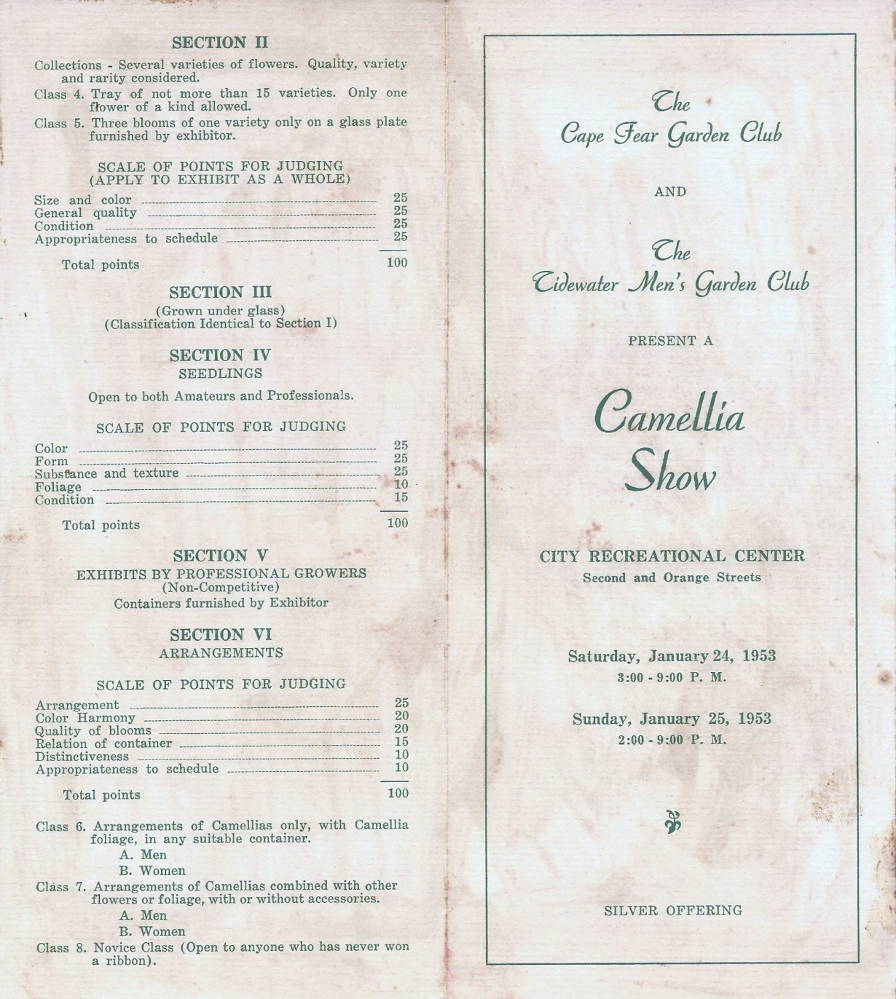 SECTION II
Collections - Several varieties of flowers. Quality, variety
and rarity considered.
Class 4. Tray of not more than 15 varieties. Only one
flower of a kind allowed.
Class 5. Three blooms of one variety only on a glass plate
furnished by exhibitor.
SCALE OF POINTS FOR JUDGING
(APPLY TO EXHIBIT AS A WHOLE)
Size and color 25
General quality 25
Condition 25
Appropriateness to schedule 25
Total points 100
SECTION III
(Grown under glass)
(Classification Identical to Section I)
SECTION IV
SEEDLINGS
Open to both Amateurs and Professionals.
SCALE OF POINTS FOR JUDGING
Color 25
Form 25
Substance and texture 25
Foliage 10
Condition 15
Total points 100
SECTION V
EXHIBITS BY PROFESSIONAL GROWERS
(Non-Competitive)
Containers furnished by Exhibitor
SECTION VI
ARRANGEMENTS
SCALE OF POINTS FOR JUDGING
Arrangement 25
Color Harmony 20
Quality of blooms 20
Relation of container 15
Distinctiveness 10
Appropriateness to schedule 10
Total points 100
Class 6. Arrangements of Camellias only, with Camellia
foliage, in any suitable container.
A. Men
B. Women
Class 7. Arrangements of Camellias combined with other
flowers or foliage, with or without accessories.
A. Men
B. Women
Class 8. Novice Class (Open to anyone who has never won
a ribbon).
The
Cape Fear Garden Club
AND
The
Tidewater Men's Garden Club
PRESENT A
Camellia
Show
CITY RECREATIONAL CENTER
Second and Orange Streets
Saturday, January 24, 1953
3:00 - 9:00 P. M.
Sunday, January 25, 1953
2:00 - 9:00 P. M.
SILVER OFFERING